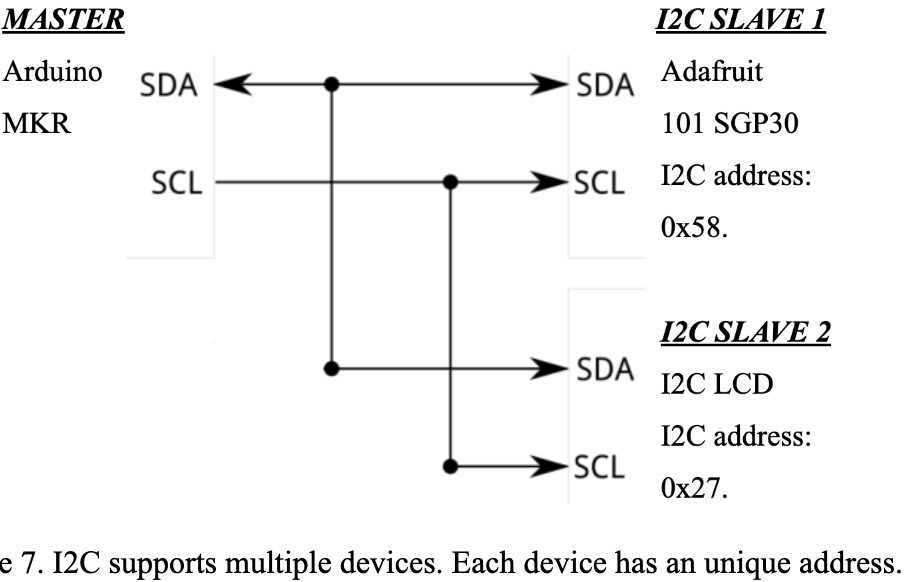 MASTER
Arduino
MKR
SDA
SCL
SDA
SCL
I2C SLAVE 1
Adafruit
101 SGP30
I2C address:
0x58.
SDA
SCL
I2C SLAVE 2
I2C LCD
I2C address:
0x27.
e 7. I2C supports multiple devices. Each device has an unique address.